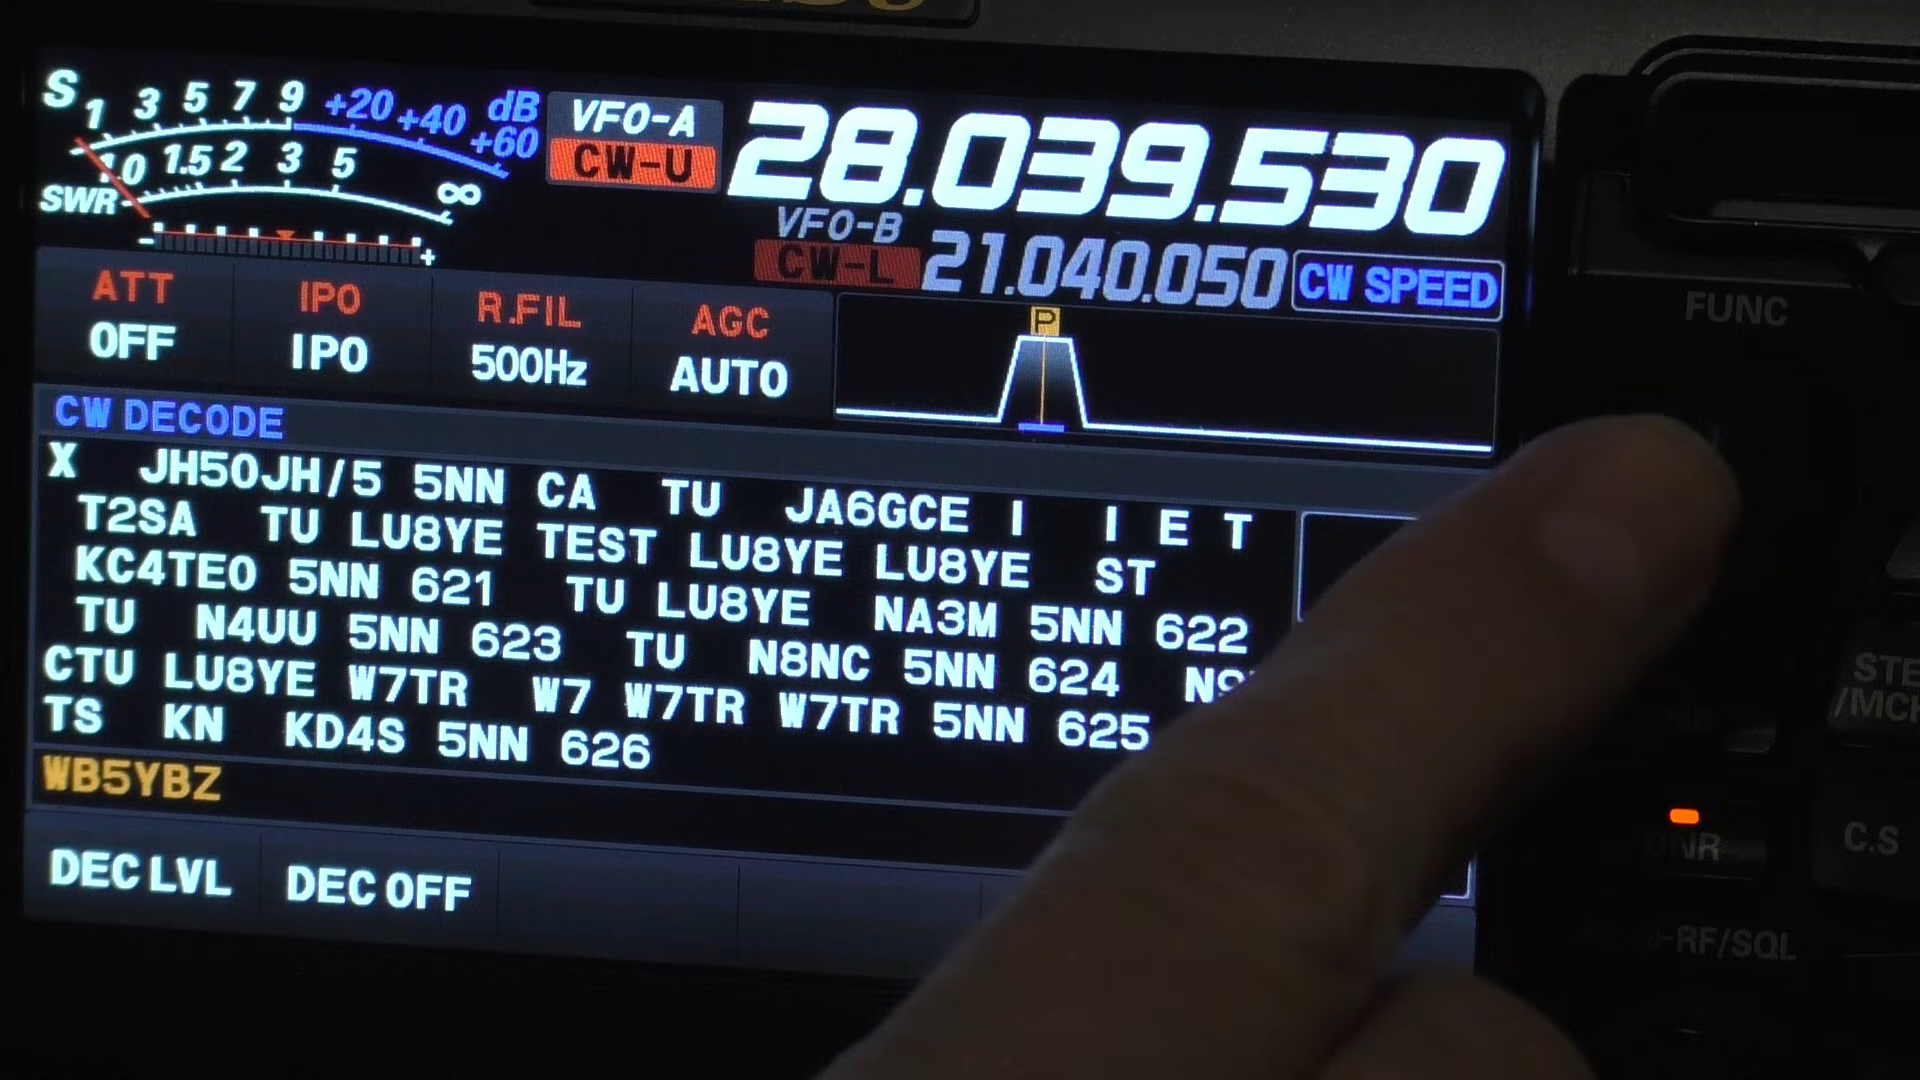 S 1 3 5 7 9 +20 +40 +60 dB
1.0 1.5 2 3 5 ∞
SWR
- +
VFO-A
CW-U
28.039.530
VFO-B
CW-L
21.040.050
CW SPEED
ATT
OFF
IPO
IPO
R.FIL
500Hz
AGC
AUTO
P
CW DECODE
X JH50JH/5 5NN CA TU JA6GCE I I E T
T2SA TU LU8YE TEST LU8YE LU8YE ST
KC4TEO 5NN 621 TU LU8YE NA3M 5NN 622
TU N4UU 5NN 623 TU N8NC 5NN 624
CTU LU8YE W7TR W7 W7TR W7TR 5NN 625
TS KN KD4S 5NN 626
WB5YBZ
DEC LVL
DEC OFF
FUNC
DNR
C.S
RF/SQL